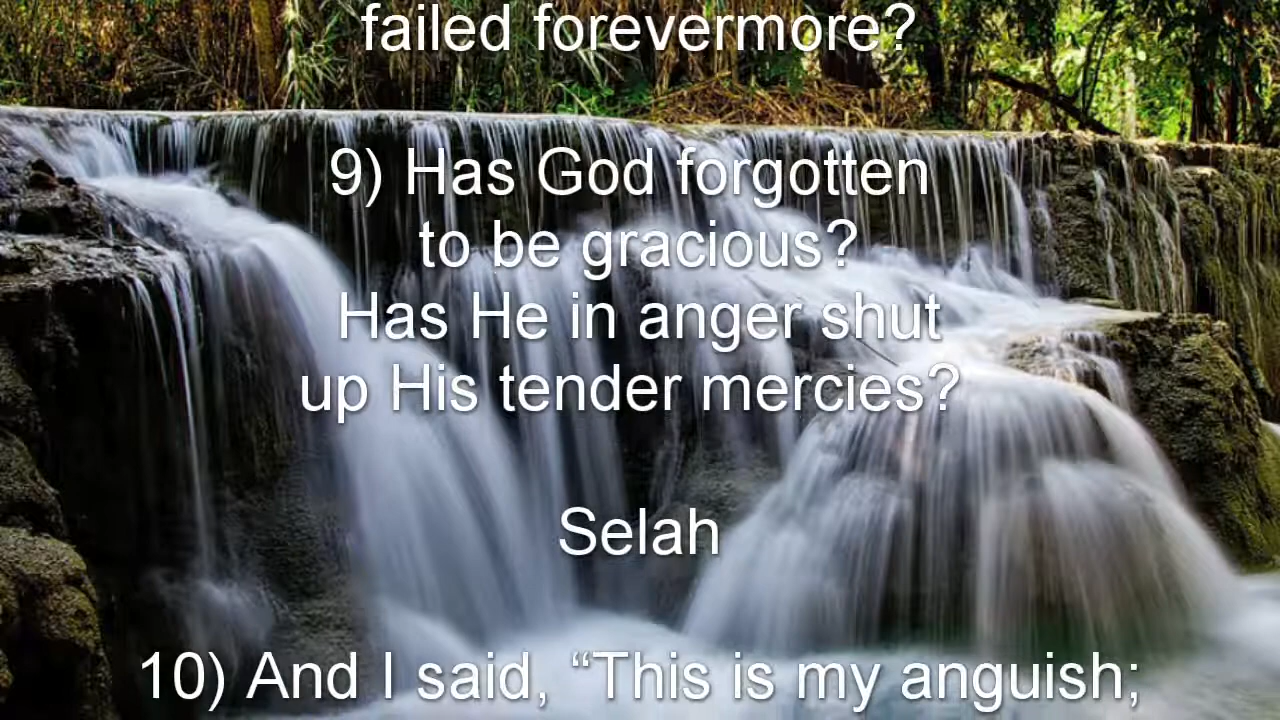 failed forevermore?
9) Has God forgotten
to be gracious?
Has He in anger shut
up His tender mercies?
Selah
10) And I said, “This is my anguish;